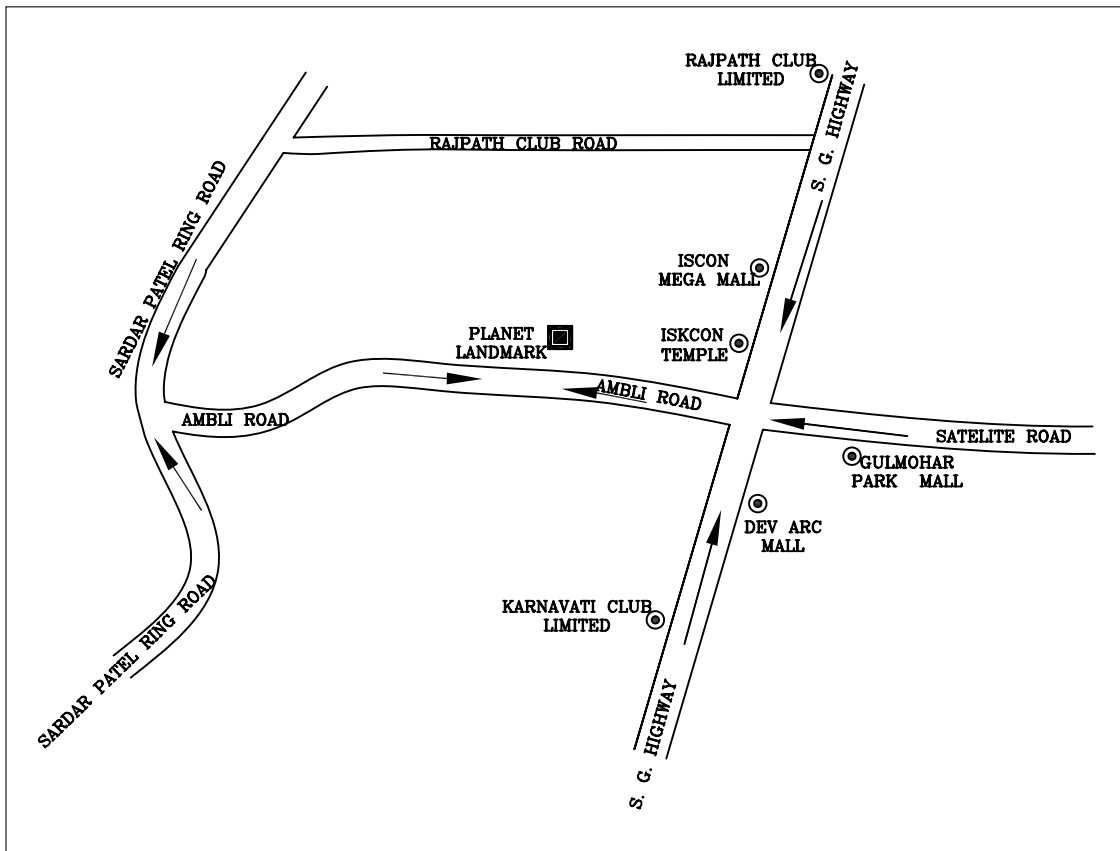 RAJPATH CLUB
LIMITED
S. G. HIGHWAY
RAJPATH CLUB ROAD
SARDAR PATEL RING ROAD
ISCON
MEGA MALL
PLANET
LANDMARK
ISKCON
TEMPLE
AMBLI ROAD
AMBLI ROAD
SATELITE ROAD
GULMOHAR
PARK MALL
DEV ARC
MALL
KARNAVATI CLUB
LIMITED
SARDAR PATEL RING ROAD
S. G. HIGHWAY